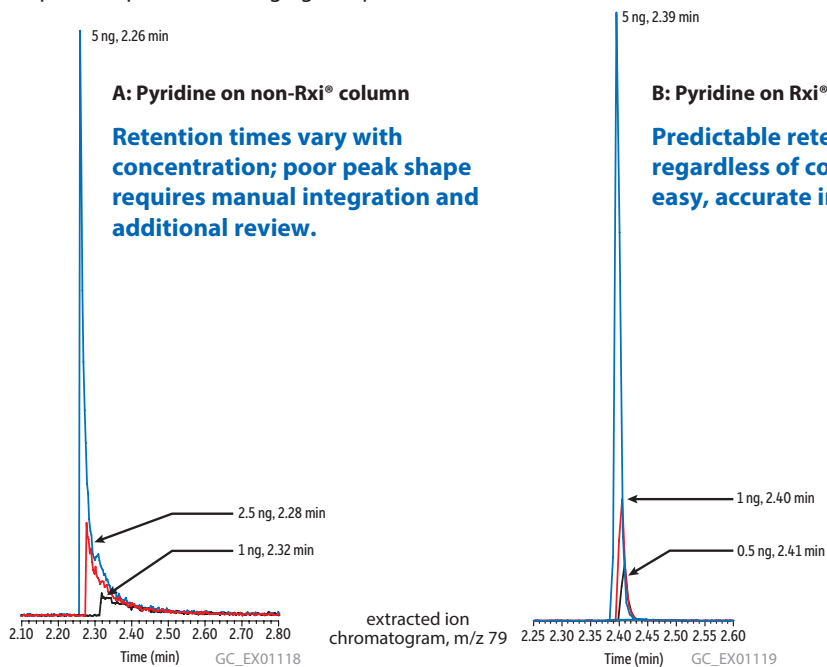 5 ng, 2.26 min
A: Pyridine on non-Rxi® column
Retention times vary with
concentration; poor peak shape
requires manual integration and
additional review.
2.5 ng, 2.28 min
1 ng, 2.32 min
2.10 2.20 2.30 2.40 2.50 2.60 2.70 2.80
Time (min)
GC_EX01118
extracted ion
chromatogram, m/z 79
5 ng, 2.39 min
B: Pyridine on Rxi®
Predictable rete
regardless of co
easy, accurate i
1 ng, 2.40 min
0.5 ng, 2.41 min
2.25 2.30 2.35 2.40 2.45 2.50 2.55 2.60
Time (min)
GC_EX01119